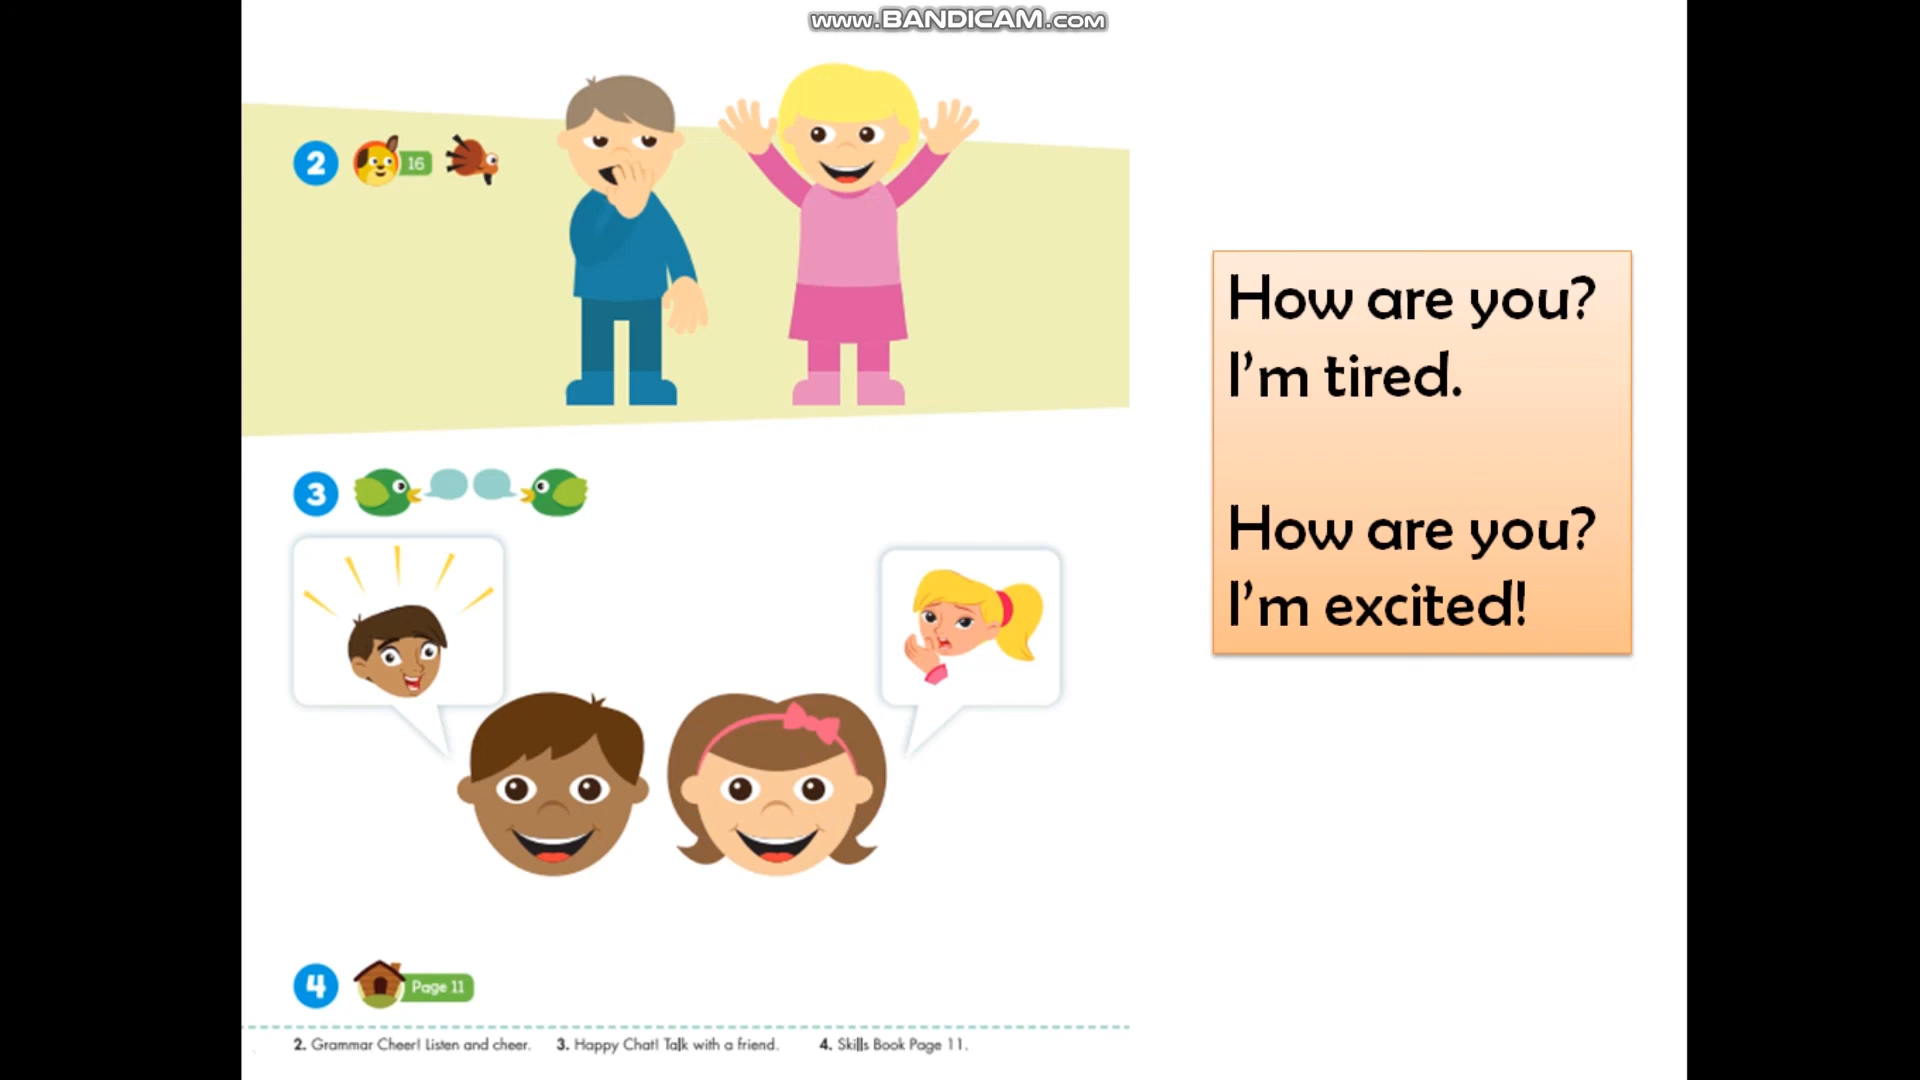 www.BANDICAM.com
2 16
How are you?
I'm tired.
How are you?
I'm excited!
3
4 Page 11
2. Grammar Cheer! Listen and cheer. 3. Happy Chat! Talk with a friend. 4. Skills Book Page 11.